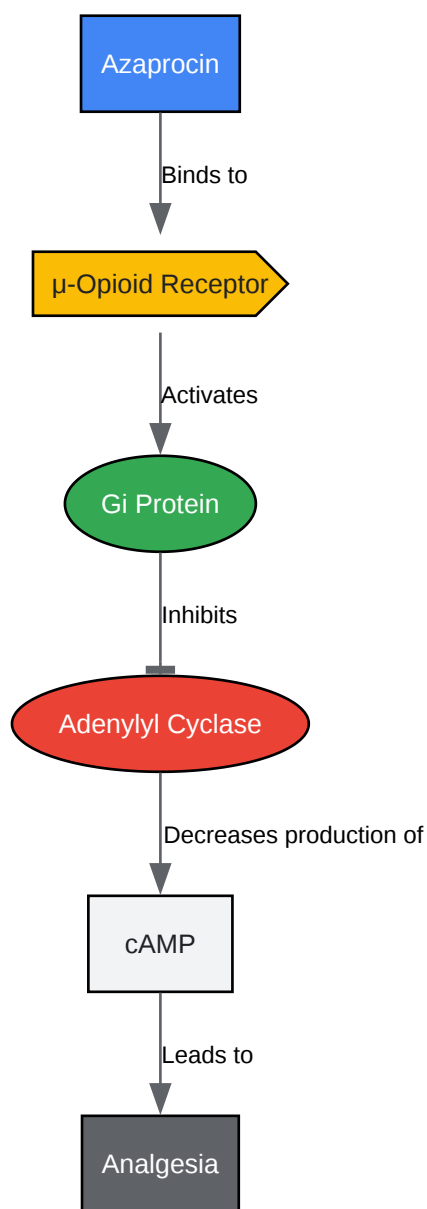 Azaprocin
Binds to
μ-Opioid Receptor
Activates
Gi Protein
Inhibits
Adenylyl Cyclase
Decreases production of
cAMP
Leads to
Analgesia